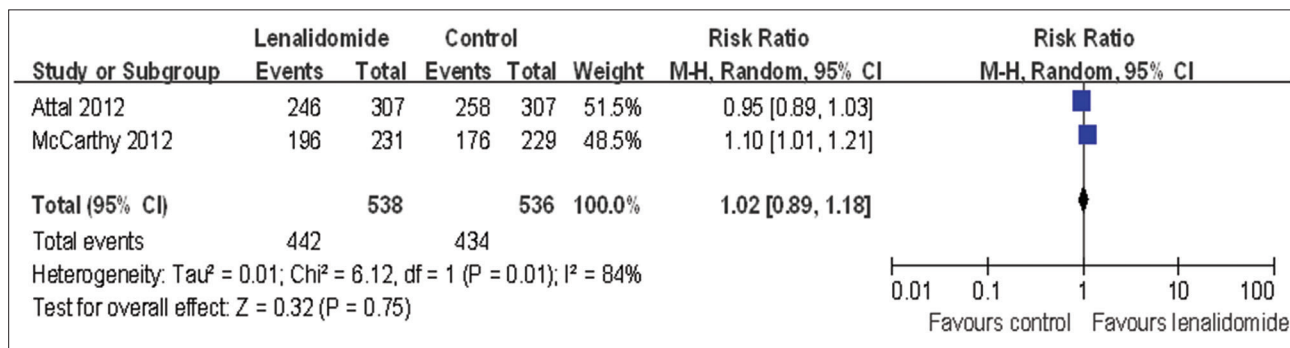 Lenalidomide Control Risk Ratio Risk Ratio
Study or Subgroup Events Total Events Total Weight M-H, Random, 95% CI M-H, Random, 95% CI
Attal 2012 246 307 258 307 51.5% 0.95 [0.89, 1.03]
McCarthy 2012 196 231 176 229 48.5% 1.10 [1.01, 1.21]
Total (95% CI) 538 536 100.0% 1.02 [0.89, 1.18]
Total events 442 434
Heterogeneity: Tau² = 0.01; Chi² = 6.12, df = 1 (P = 0.01); I² = 84%
Test for overall effect: Z = 0.32 (P = 0.75)
0.01 0.1 1 10 100
Favours control Favours lenalidomide